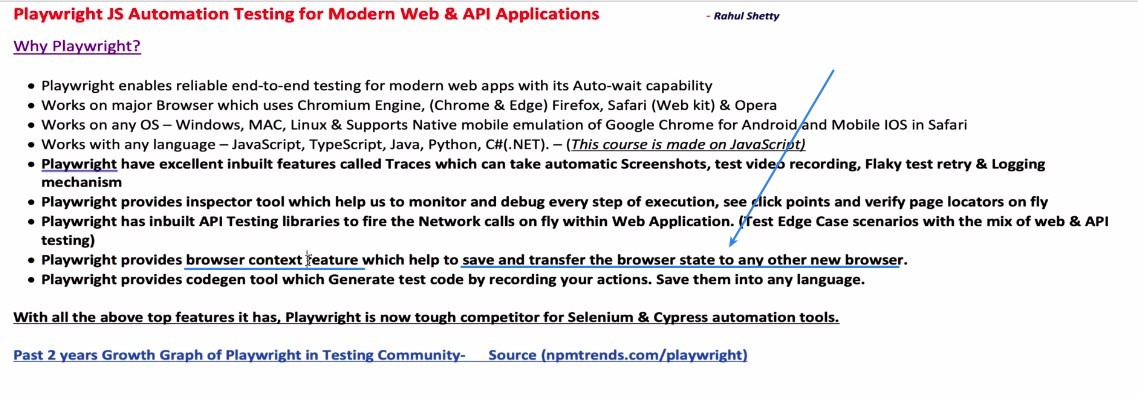 Playwright JS Automation Testing for Modern Web & API Applications - Rahul Shetty
Why Playwright?
• Playwright enables reliable end-to-end testing for modern web apps with its Auto-wait capability
• Works on major Browser which uses Chromium Engine, (Chrome & Edge) Firefox, Safari (Web kit) & Opera
• Works on any OS – Windows, MAC, Linux & Supports Native mobile emulation of Google Chrome for Android and Mobile IOS in Safari
• Works with any language – JavaScript, TypeScript, Java, Python, C#(.NET). – (This course is made on JavaScript)
• Playwright have excellent inbuilt features called Traces which can take automatic Screenshots, test video recording, Flaky test retry & Logging
mechanism
• Playwright provides inspector tool which help us to monitor and debug every step of execution, see click points and verify page locators on fly
• Playwright has inbuilt API Testing libraries to fire the Network calls on fly within Web Application. (Test Edge Case scenarios with the mix of web & API
testing)
• Playwright provides browser context feature which help to save and transfer the browser state to any other new browser.
• Playwright provides codegen tool which Generate test code by recording your actions. Save them into any language.
With all the above top features it has, Playwright is now tough competitor for Selenium & Cypress automation tools.
Past 2 years Growth Graph of Playwright in Testing Community- Source (npmtrends.com/playwright)